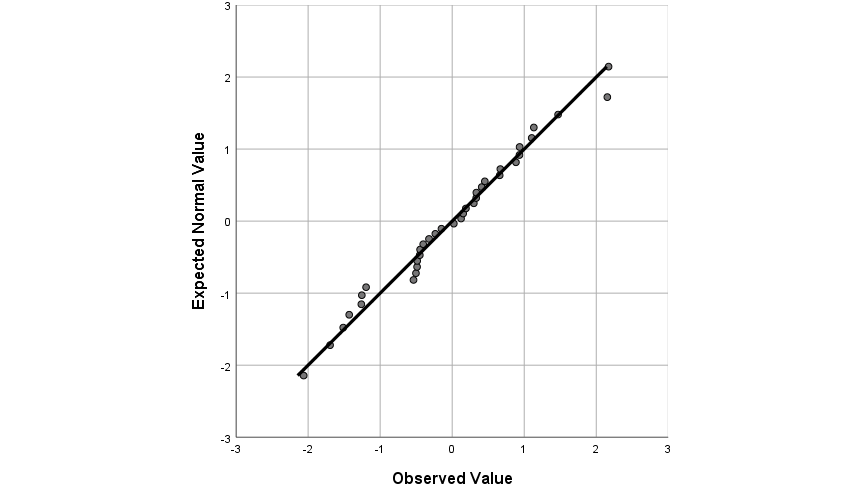 3
2
1
0
-1
-2
-3
Expected Normal Value
-3 -2 -1 0 1 2 3
Observed Value